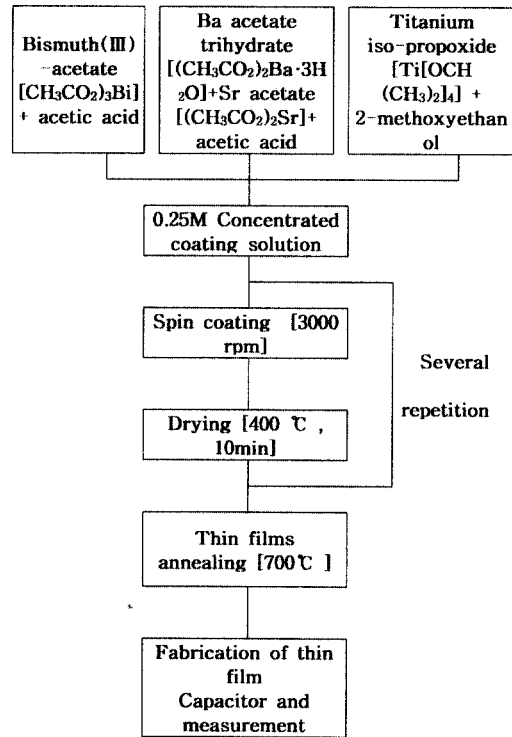 Bismuth(Ⅲ)
-acetate
[CH₃CO₂)₃Bi]
+ acetic acid
Ba acetate
trihydrate
[(CH₃CO₂)₂Ba·3H
₂O]+Sr acetate
[(CH₃CO₂)₂Sr]+
acetic acid
Titanium
iso-propoxide
[Ti[OCH
(CH₃)₂]₄] +
2-methoxyethan
ol
0.25M Concentrated
coating solution
Spin coating [3000
rpm]
Several
repetition
Drying [400 ℃ ,
10min]
Thin films
annealing [700℃ ]
Fabrication of thin
film
Capacitor and
measurement